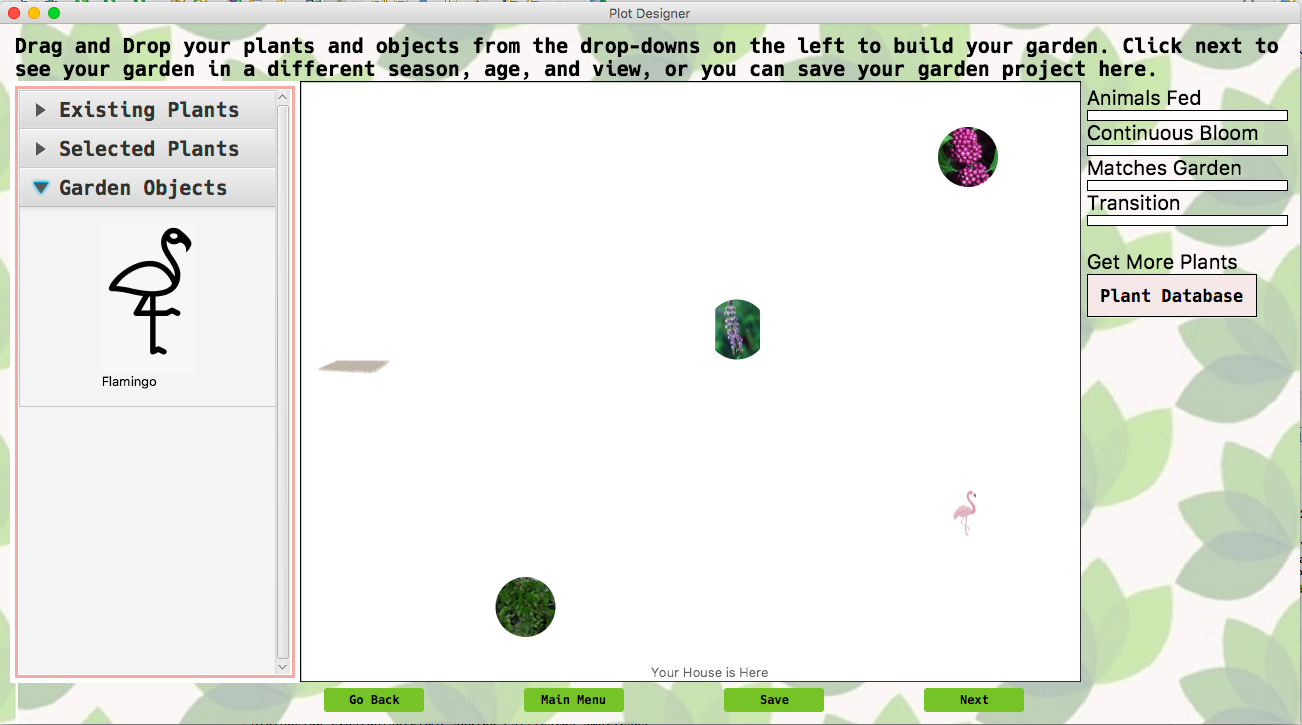 Plot Designer
Drag and Drop your plants and objects from the drop-downs on the left to build your garden. Click next to
see your garden in a different season, age, and view, or you can save your garden project here.
Existing Plants
Selected Plants
Garden Objects
Flamingo
Your House is Here
Animals Fed
Continuous Bloom
Matches Garden
Transition
Get More Plants
Plant Database
Go Back
Main Menu
Save
Next